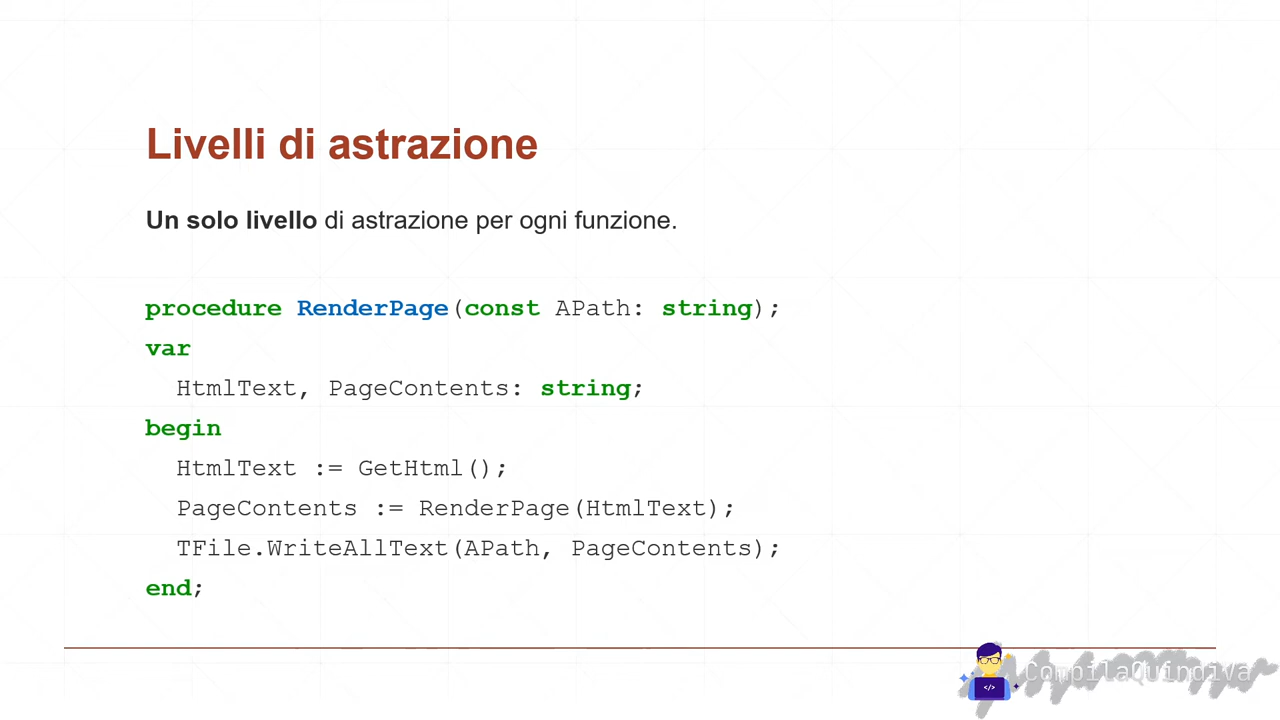 Livelli di astrazione
Un solo livello di astrazione per ogni funzione.
procedure RenderPage(const APath: string);
var
  HtmlText, PageContents: string;
begin
  HtmlText := GetHtml();
  PageContents := RenderPage(HtmlText);
  TFile.WriteAllText(APath, PageContents);
end;
</>
CompilaQuindiva